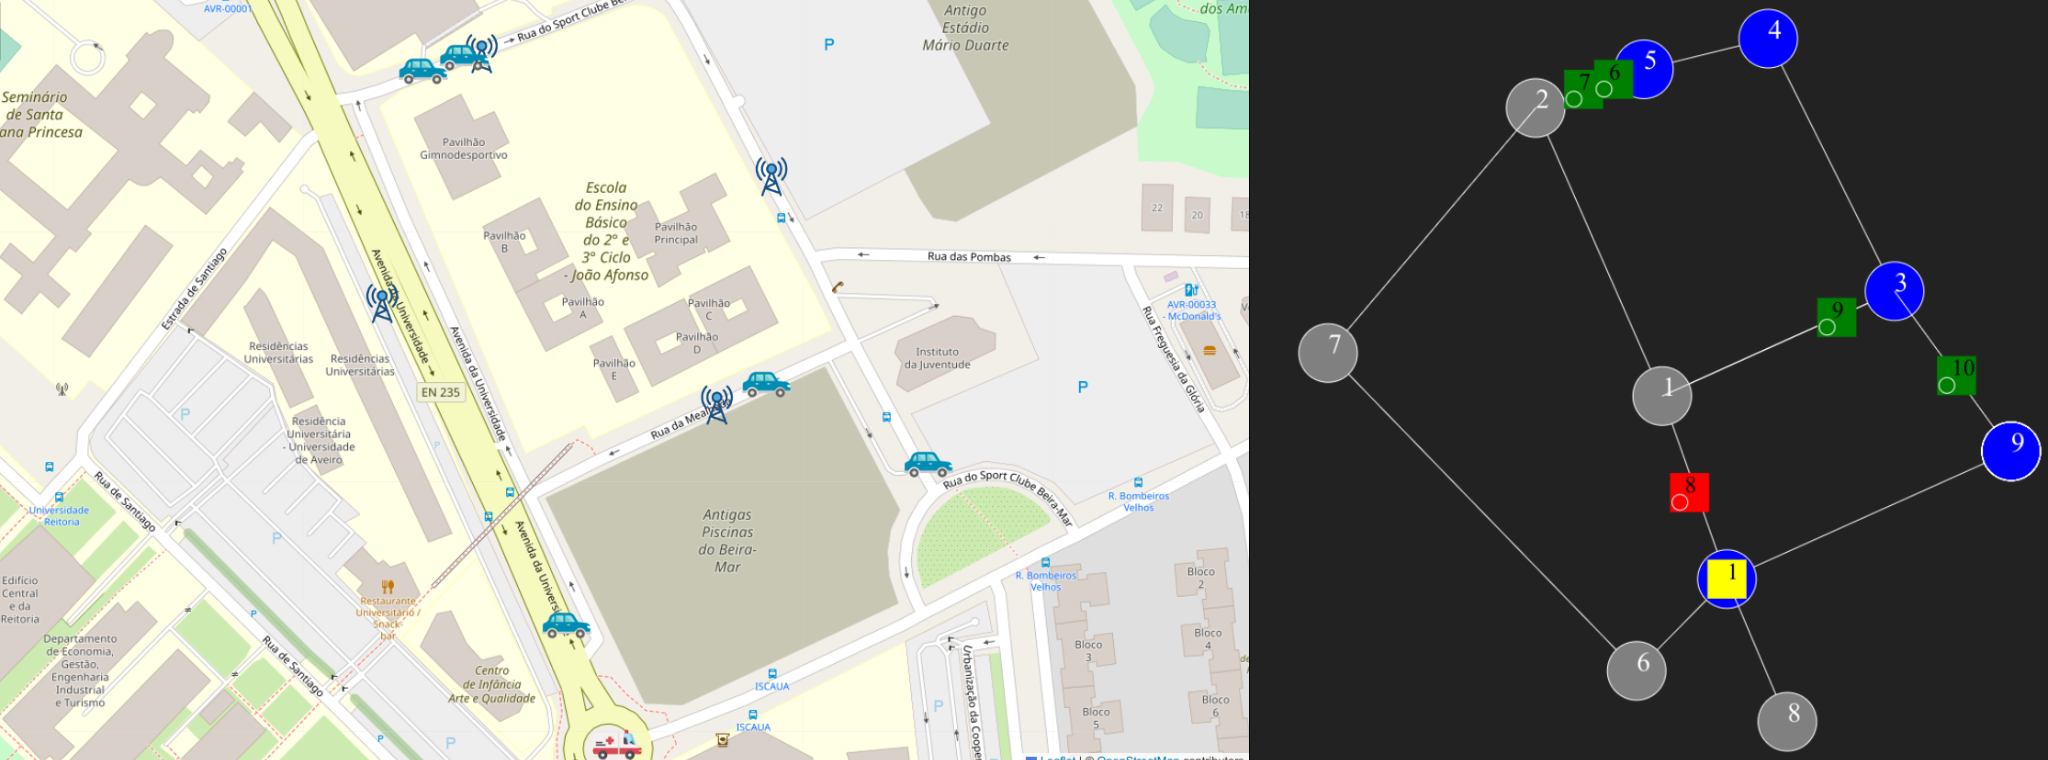 AVR-00001
Rua do Sport Clube
Antigo
Estádio
Mário Duarte
P
Seminário
de Santa
ana Princesa
Pavilhão
Gimnodesportivo
Escola
do Ensino
Básico
do 2º e
3º Ciclo
- João Afonso
Pavilhão
B
Pavilhão
Principal
22
20
18
Rua das Pombas
Estrada de Santiago
Avenida da Universidade
Pavilhão
A
Pavilhão
C
Pavilhão
D
Pavilhão
E
AVR-00033
- McDonald's
Rua Freguesia da Glória
Instituto
da Juventude
P
Residências
Universitárias
Residências
Universitárias
EN 235
Avenida da Universidade
P
Residência
Universitária
- Universidade
de Aveiro
P
Rua da
Rua do Sport Clube Beira-Mar
R. Bombeiros
Velhos
Universidade
Reitoria
Rua de Santiago
P
Antigas
Piscinas
do Beira-
Mar
Avenida da
R. Bombeiros
Velhos
Edifício
Central
e da
Reitoria
Restaurante
Universitário /
Snack-
bar
P
Bloco
2
Departamento
de Economia,
Gestão,
Engenharia
Industrial
e Turismo
Rua de Santiago
Centro
de Infância
Arte e Qualidade
ISCAUA
ISCAUA
Urbanização da
Bloco
3
Bloco
4
P
Bloco
5
Bloco
6
P
P
Leaflet | © OpenStreetMap contributors
4
5
6
7
2
3
9
7
10
1
9
8
1
6
8